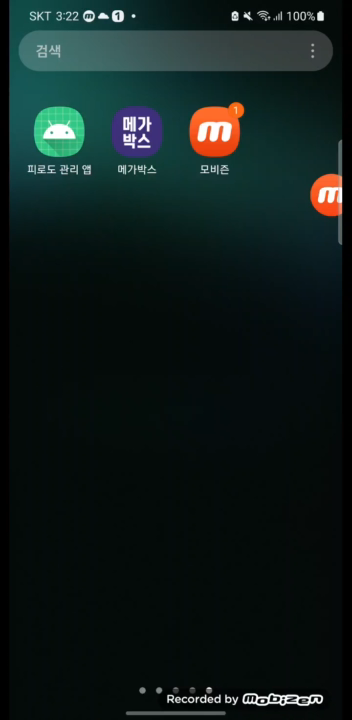 SKT 3:22 m 1 100%
검색
메가
박스
m 1
피로도 관리 앱 메가박스 모비즌
m
Recorded by mobizen